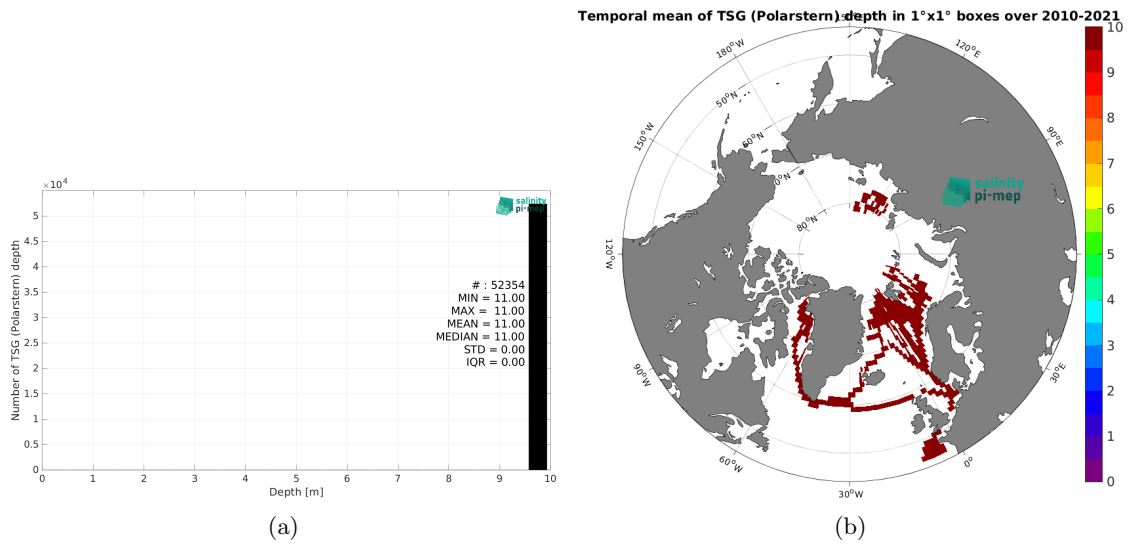 Temporal mean of TSG (Polarstern) depth in 1°x1° boxes over 2010-2021
×10⁴
Number of TSG (Polarstern) depth
5
4.5
4
3.5
3
2.5
2
1.5
1
0.5
0
salinity
pi-mep
# : 52354
MIN = 11.00
MAX = 11.00
MEAN = 11.00
MEDIAN = 11.00
STD = 0.00
IQR = 0.00
0 1 2 3 4 5 6 7 8 9 10
Depth [m]
(a)
180°W
120°E
150°W
50°N
60°N
0°N
80°N
90°E
salinity
pi-mep
120°W
90°W
60°W
30°W
0°
30°E
10
9
8
7
6
5
4
3
2
1
0
(b)